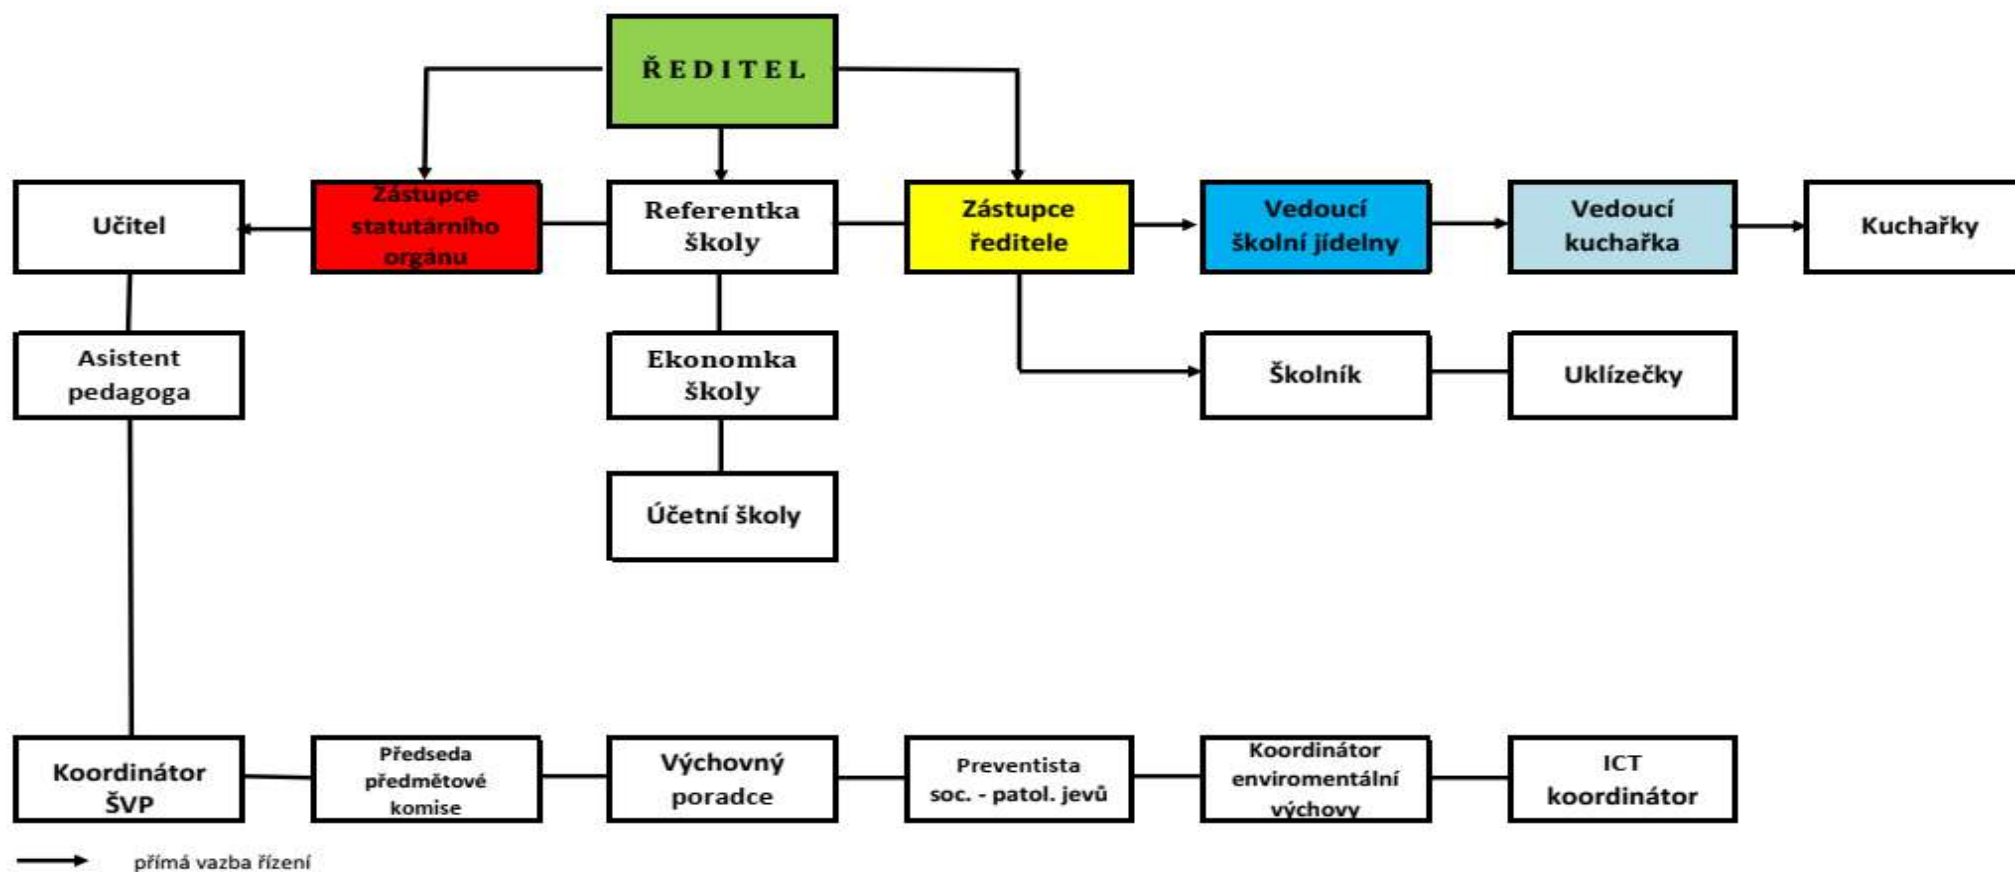 Ř E D I T E L
Učitel
Zástupce
statutárního
orgánu
Referentka
školy
Zástupce
ředitele
Vedoucí
školní jídelny
Vedoucí
kuchařka
Kuchařky
Asistent
pedagoga
Ekonomka
školy
Školník
Uklízečky
Účetní školy
Koordinátor
ŠVP
Předseda
předmětové
komise
Výchovný
poradce
Preventista
soc. - patol. jevů
Koordinátor
enviromentální
výchovy
ICT
koordinátor
přímá vazba řízení